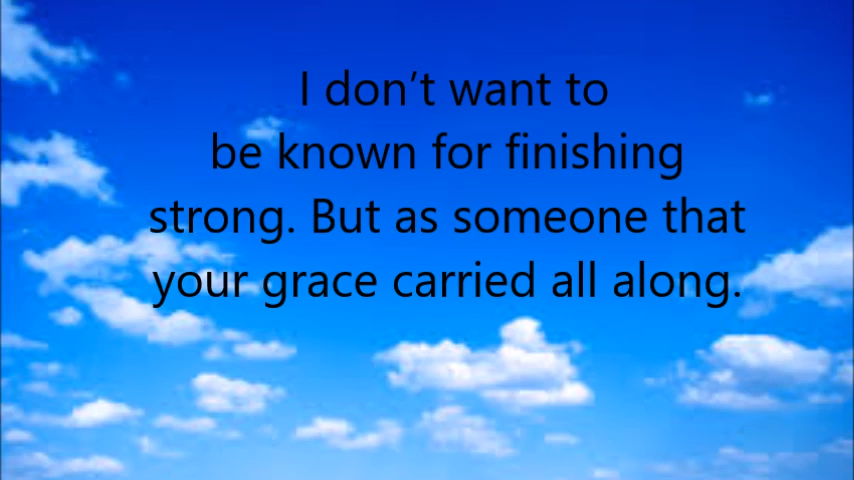 I don’t want to
be known for finishing
strong. But as someone that
your grace carried all along.